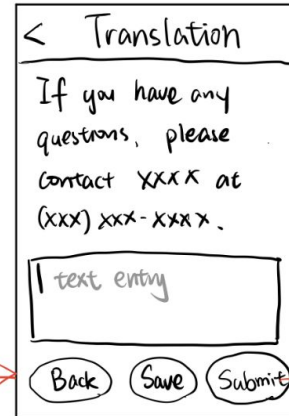 < Translation
If you have any
questions, please
contact xxxx at
(xxx) xxx-xxxx.
text entry
Back Save Submit